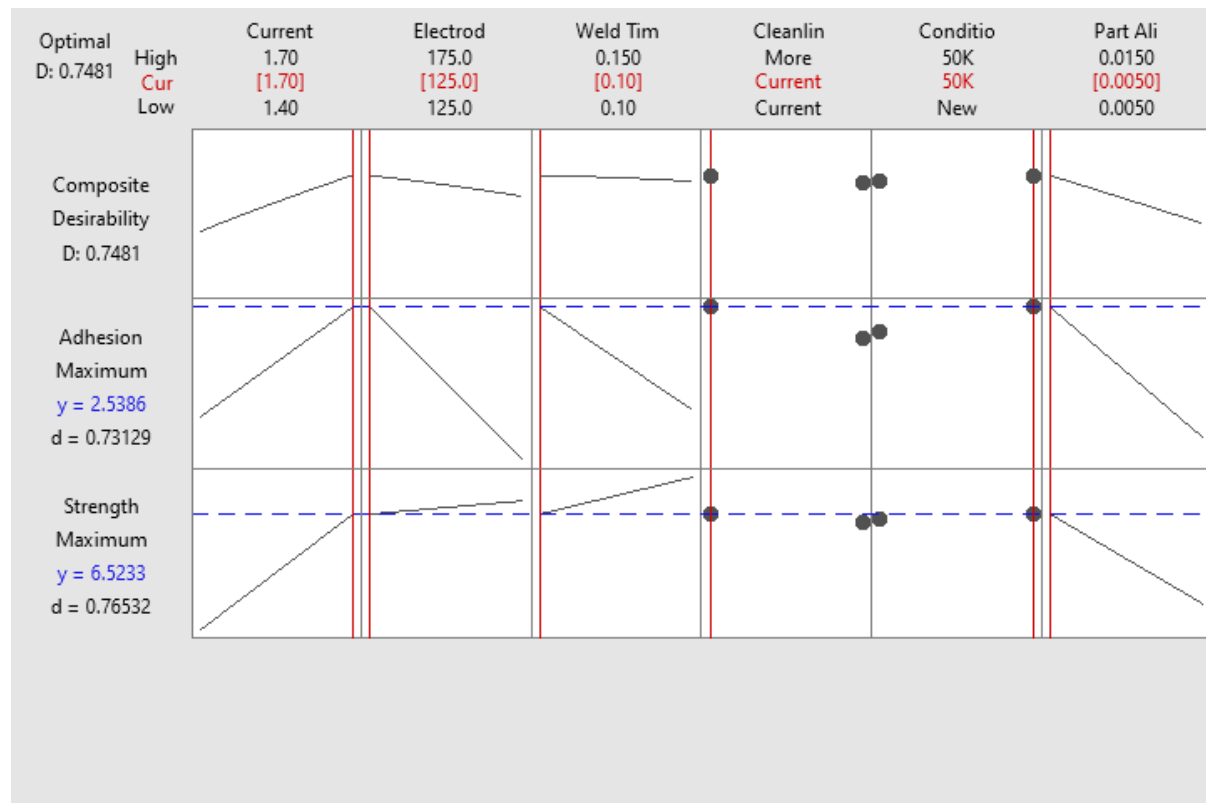 Optimal
D: 0.7481
High
Cur
Low
Current
1.70
[1.70]
1.40
Electrod
175.0
[125.0]
125.0
Weld Tim
0.150
[0.10]
0.10
Cleanlin
More
Current
Current
Conditio
50K
50K
New
Part Ali
0.0150
[0.0050]
0.0050
Composite
Desirability
D: 0.7481
Adhesion
Maximum
y = 2.5386
d = 0.73129
Strength
Maximum
y = 6.5233
d = 0.76532